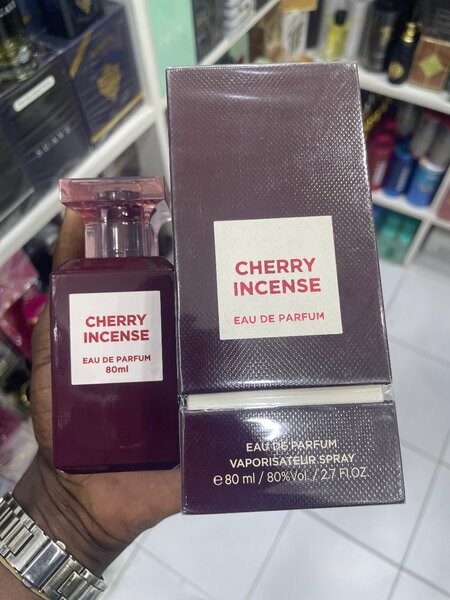 CHERRY
INCENSE
EAU DE PARFUM
80ml
CHERRY
INCENSE
EAU DE PARFUM
EAU DE PARFUM
VAPORISATEUR SPRAY
℮ 80 ml / 80%Vol. / 2.7 FL.OZ.
SUAVE